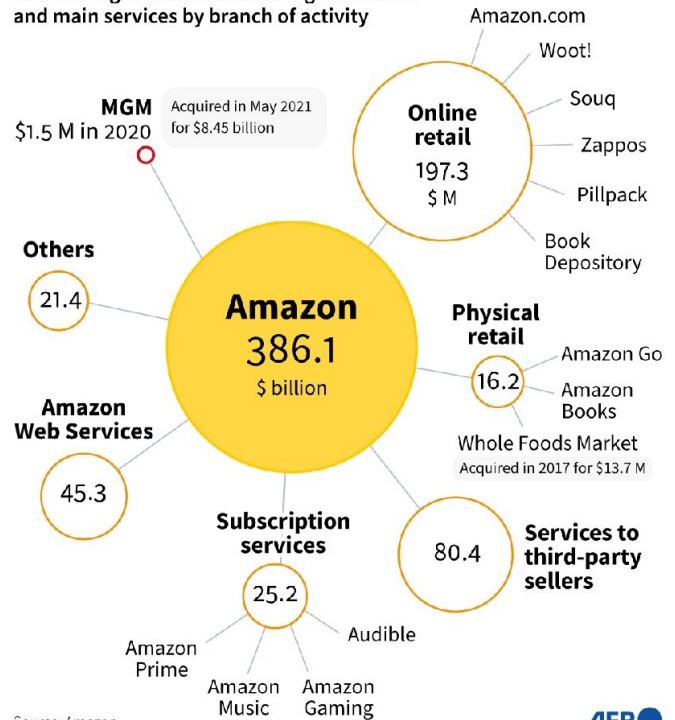 and main services by branch of activity
Amazon.com
Woot!
Souq
Zappos
Pillpack
Book
Depository
Online
retail
197.3
$ M
MGM
$1.5 M in 2020
Acquired in May 2021
for $8.45 billion
Others
21.4
Amazon
386.1
$ billion
Physical
retail
16.2
Amazon Go
Amazon
Books
Whole Foods Market
Acquired in 2017 for $13.7 M
Amazon
Web Services
45.3
Subscription
services
25.2
Amazon
Prime
Amazon
Music
Amazon
Gaming
Audible
80.4
Services to
third-party
sellers
Source: Amazon
AFP